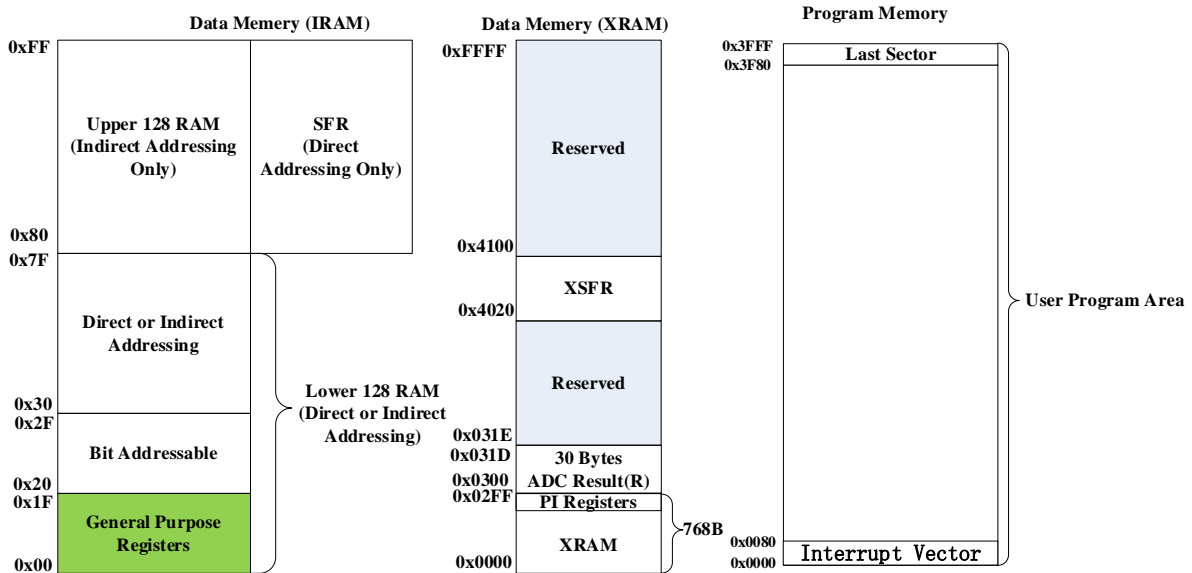 Data Memery (IRAM)
0xFF
Upper 128 RAM
(Indirect Addressing
Only)
SFR
(Direct
Addressing Only)
0x80
0x7F
Direct or Indirect
Addressing
0x30
0x2F
Bit Addressable
0x20
0x1F
General Purpose
Registers
0x00
Lower 128 RAM
(Direct or Indirect
Addressing)
Data Memery (XRAM)
0xFFFF
Reserved
0x4100
XSFR
0x4020
Reserved
0x031E
0x031D
30 Bytes
ADC Result(R)
0x0300
0x02FF
PI Registers
768B
XRAM
0x0000
Program Memory
0x3FFF
Last Sector
0x3F80
User Program Area
0x0080
Interrupt Vector
0x0000